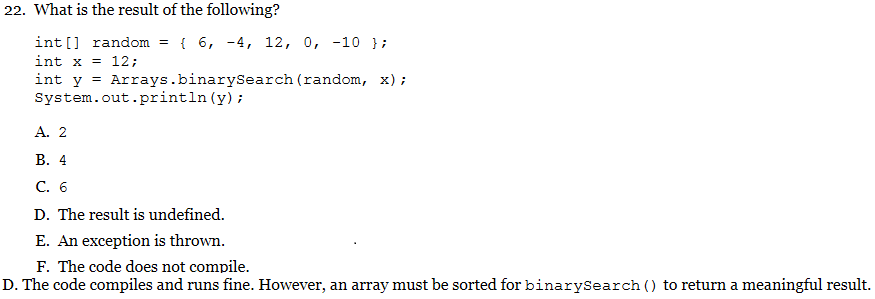 22. What is the result of the following?
int[] random = { 6, -4, 12, 0, -10 };
int x = 12;
int y = Arrays.binarySearch(random, x);
System.out.println(y);
A. 2
B. 4
C. 6
D. The result is undefined.
E. An exception is thrown.
F. The code does not compile.
D. The code compiles and runs fine. However, an array must be sorted for binarySearch() to return a meaningful result.